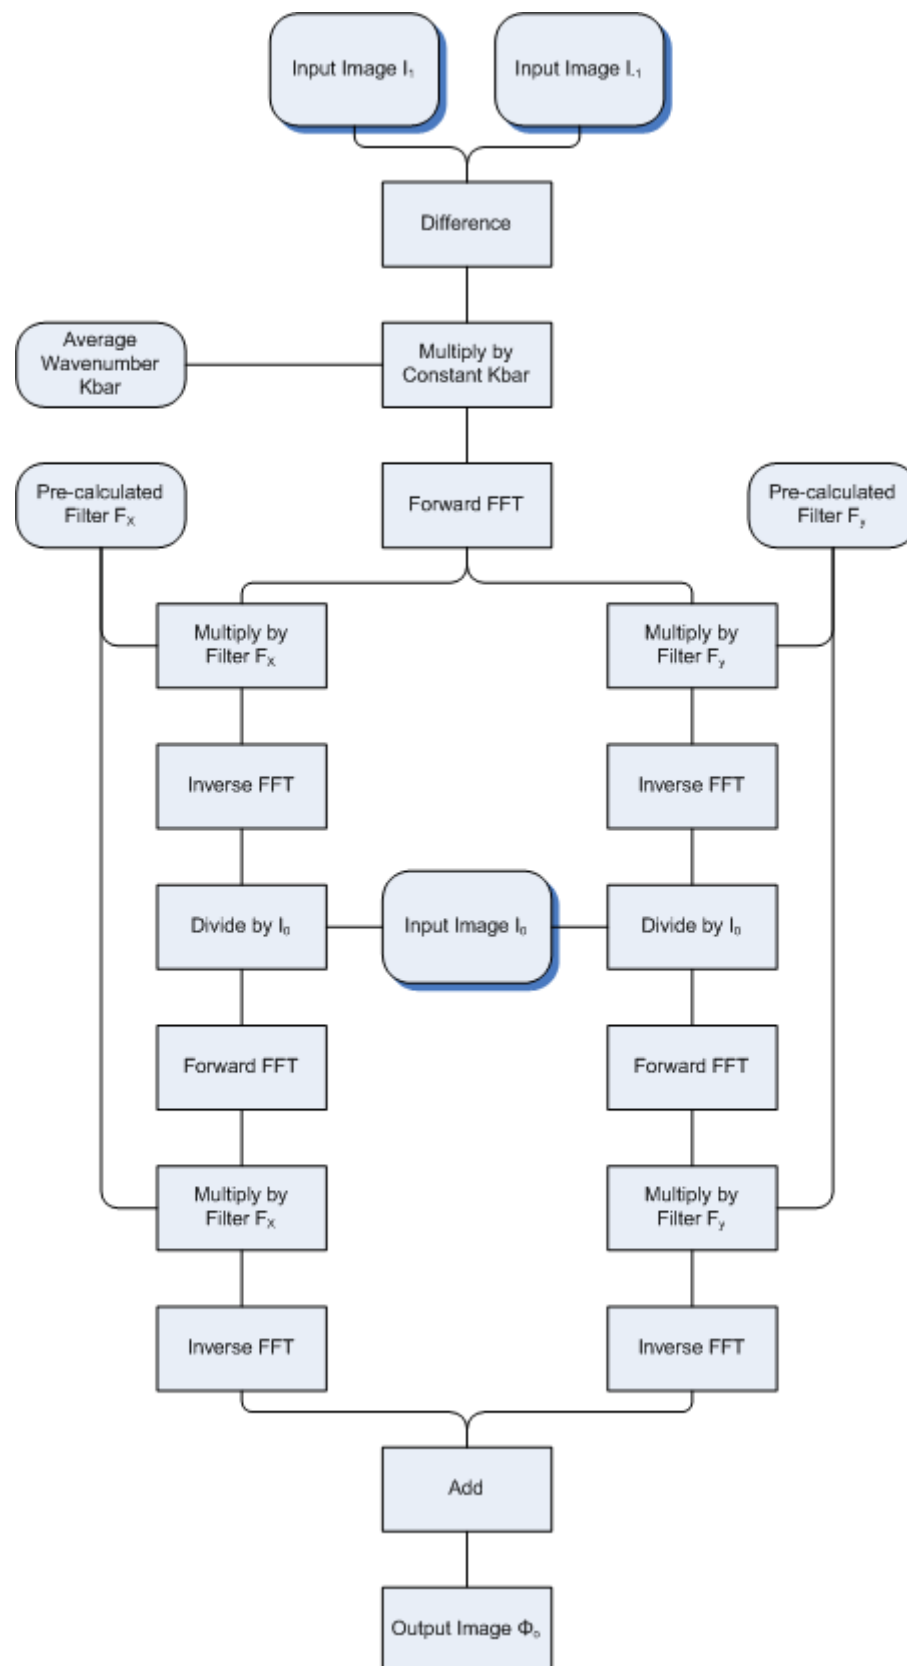 Input Image I₁
Input Image I₋₁
Difference
Average
Wavenumber
Kbar
Multiply by
Constant Kbar
Pre-calculated
Filter Fₓ
Forward FFT
Pre-calculated
Filter Fᵧ
Multiply by
Filter Fₓ
Multiply by
Filter Fᵧ
Inverse FFT
Inverse FFT
Divide by I₀
Input Image I₀
Divide by I₀
Forward FFT
Forward FFT
Multiply by
Filter Fₓ
Multiply by
Filter Fᵧ
Inverse FFT
Inverse FFT
Add
Output Image Φ₀